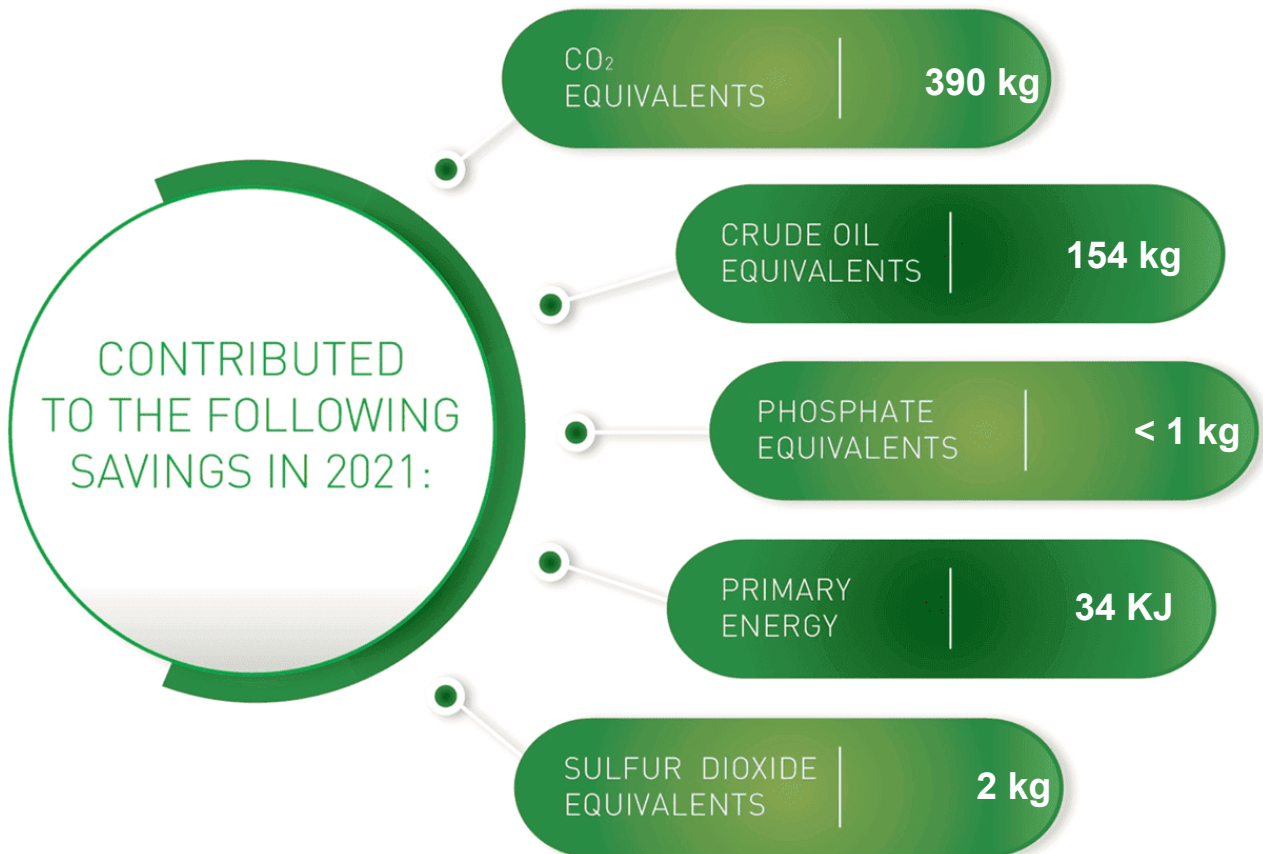 CO₂
EQUIVALENTS
390 kg
CRUDE OIL
EQUIVALENTS
154 kg
CONTRIBUTED
TO THE FOLLOWING
SAVINGS IN 2021:
PHOSPHATE
EQUIVALENTS
< 1 kg
PRIMARY
ENERGY
34 KJ
SULFUR DIOXIDE
EQUIVALENTS
2 kg